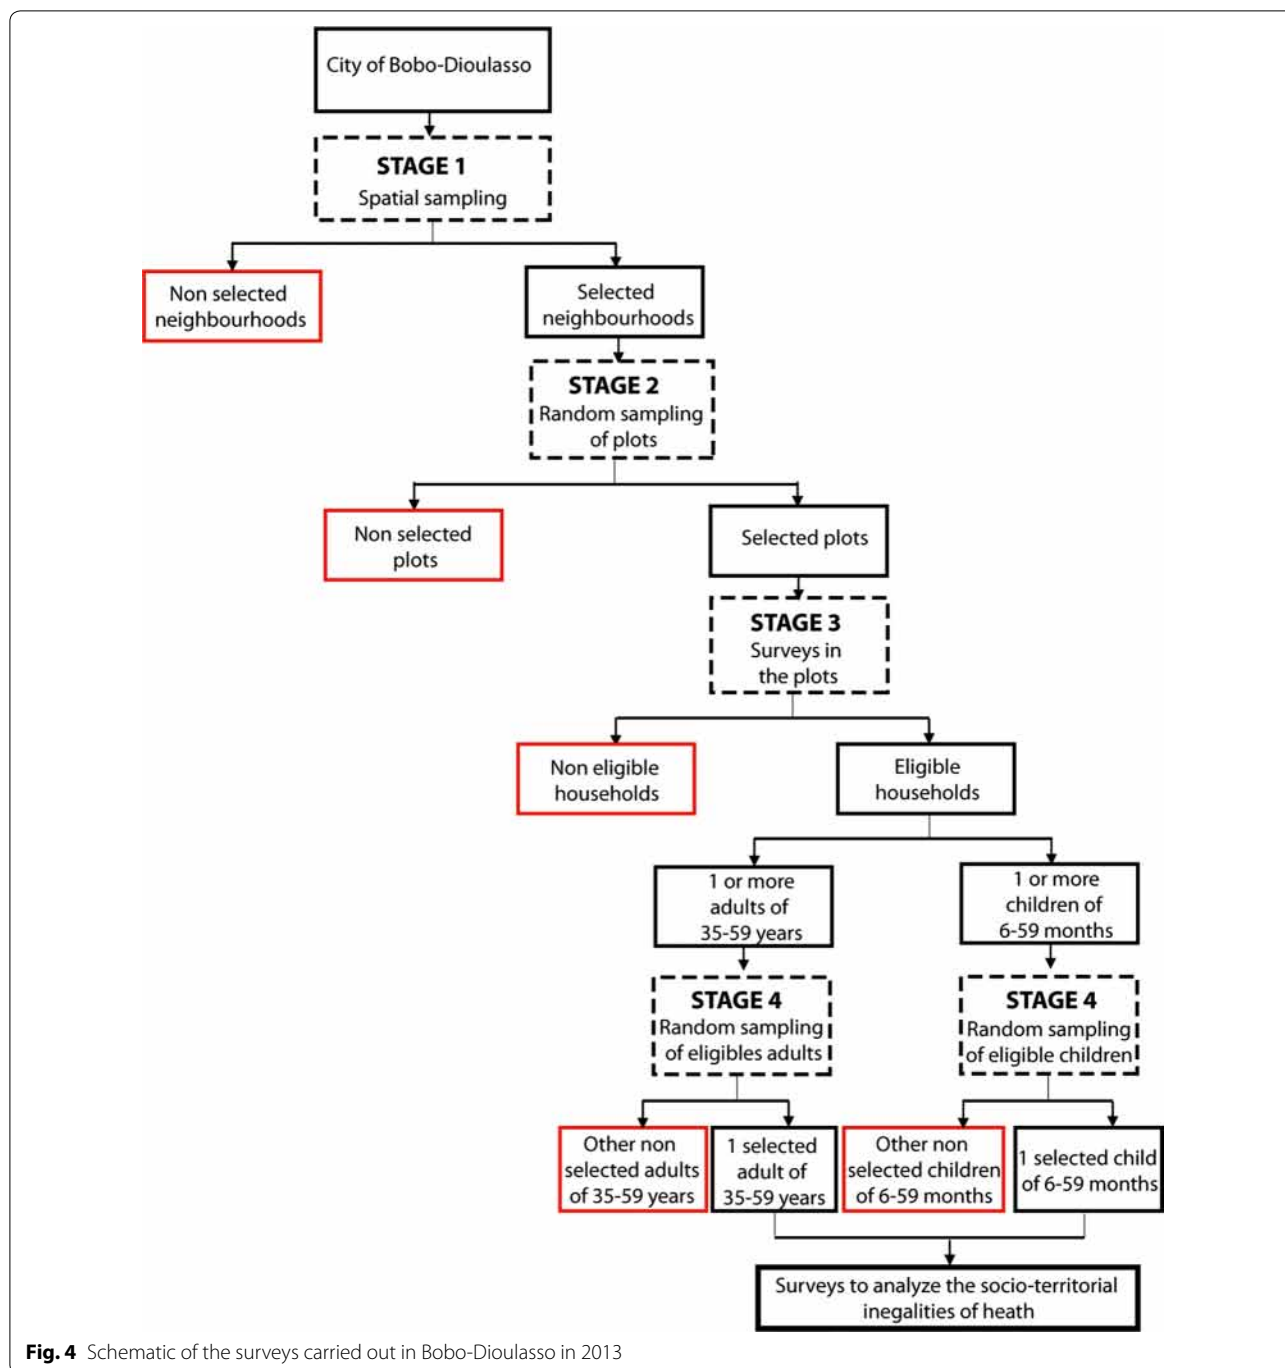 City of Bobo-Dioulasso
STAGE 1
Spatial sampling
Non selected
neighbourhoods
Selected
neighbourhoods
STAGE 2
Random sampling
of plots
Non selected
plots
Selected plots
STAGE 3
Surveys in
the plots
Non eligible
households
Eligible
households
1 or more
adults of
35-59 years
1 or more
children of
6-59 months
STAGE 4
Random sampling
of eligibles adults
STAGE 4
Random sampling
of eligible children
Other non
selected adults
of 35-59 years
1 selected
adult of
35-59 years
Other non
selected children
of 6-59 months
1 selected child
of 6-59 months
Surveys to analyze the socio-territorial
inegalities of heath
Fig. 4 Schematic of the surveys carried out in Bobo-Dioulasso in 2013